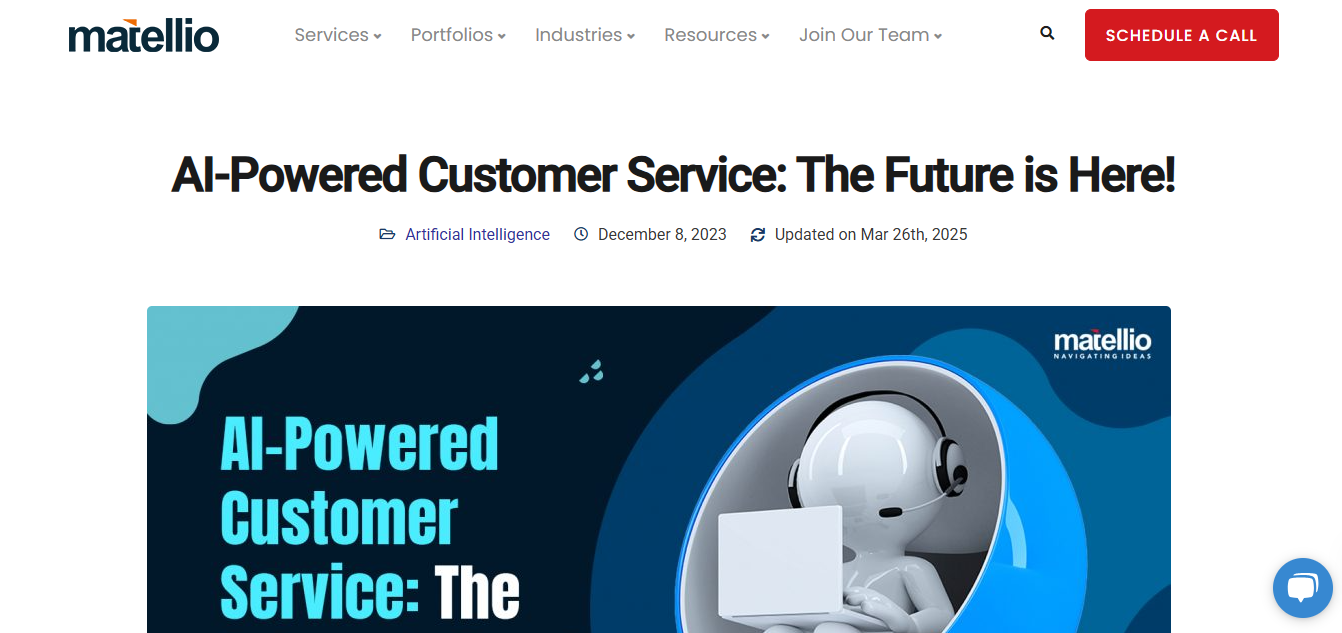 matellio
Services Portfolios Industries Resources Join Our Team
SCHEDULE A CALL
AI-Powered Customer Service: The Future is Here!
Artificial Intelligence December 8, 2023 Updated on Mar 26th, 2025
matellio
NAVIGATING IDEAS
AI-Powered
Customer
Service: The